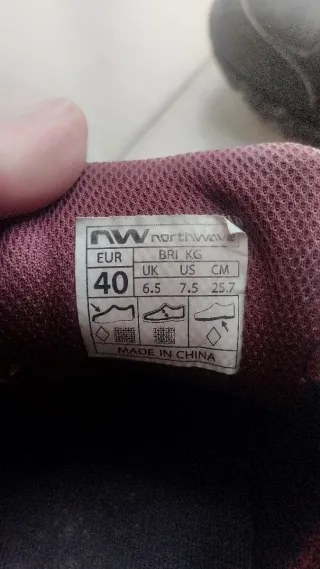 nw northwave
EUR BRI KG
40 UK US CM
6.5 7.5 25.7
MADE IN CHINA